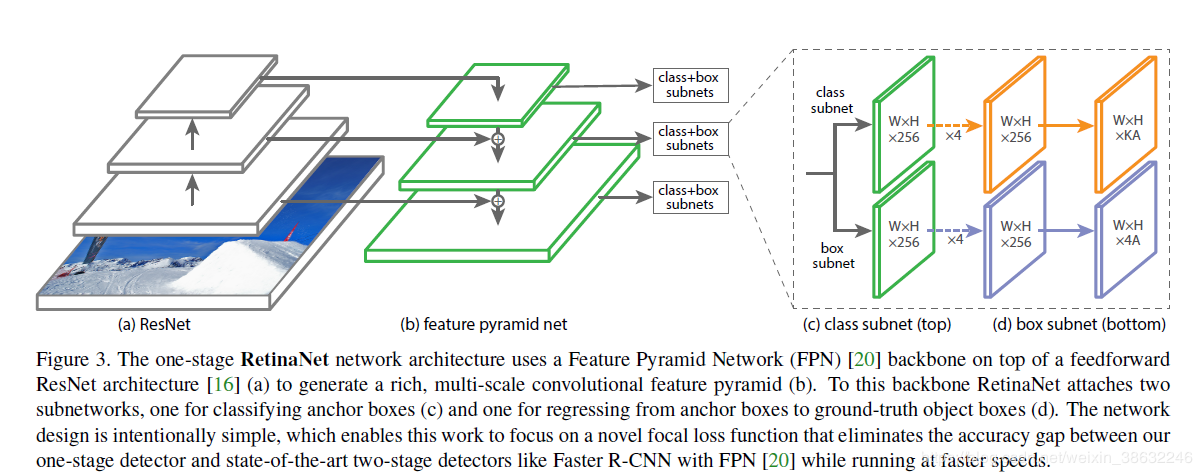 class+box
subnets
class+box
subnets
class+box
subnets
class
subnet
box
subnet
W×H
×256
×4
W×H
×256
W×H
×KA
W×H
×256
×4
W×H
×256
W×H
×4A
(a) ResNet
(b) feature pyramid net
(c) class subnet (top)
(d) box subnet (bottom)
Figure 3. The one-stage RetinaNet network architecture uses a Feature Pyramid Network (FPN) [20] backbone on top of a feedforward
ResNet architecture [16] (a) to generate a rich, multi-scale convolutional feature pyramid (b). To this backbone RetinaNet attaches two
subnetworks, one for classifying anchor boxes (c) and one for regressing from anchor boxes to ground-truth object boxes (d). The network
design is intentionally simple, which enables this work to focus on a novel focal loss function that eliminates the accuracy gap between our
one-stage detector and state-of-the-art two-stage detectors like Faster R-CNN with FPN [20] while running at faster speeds.